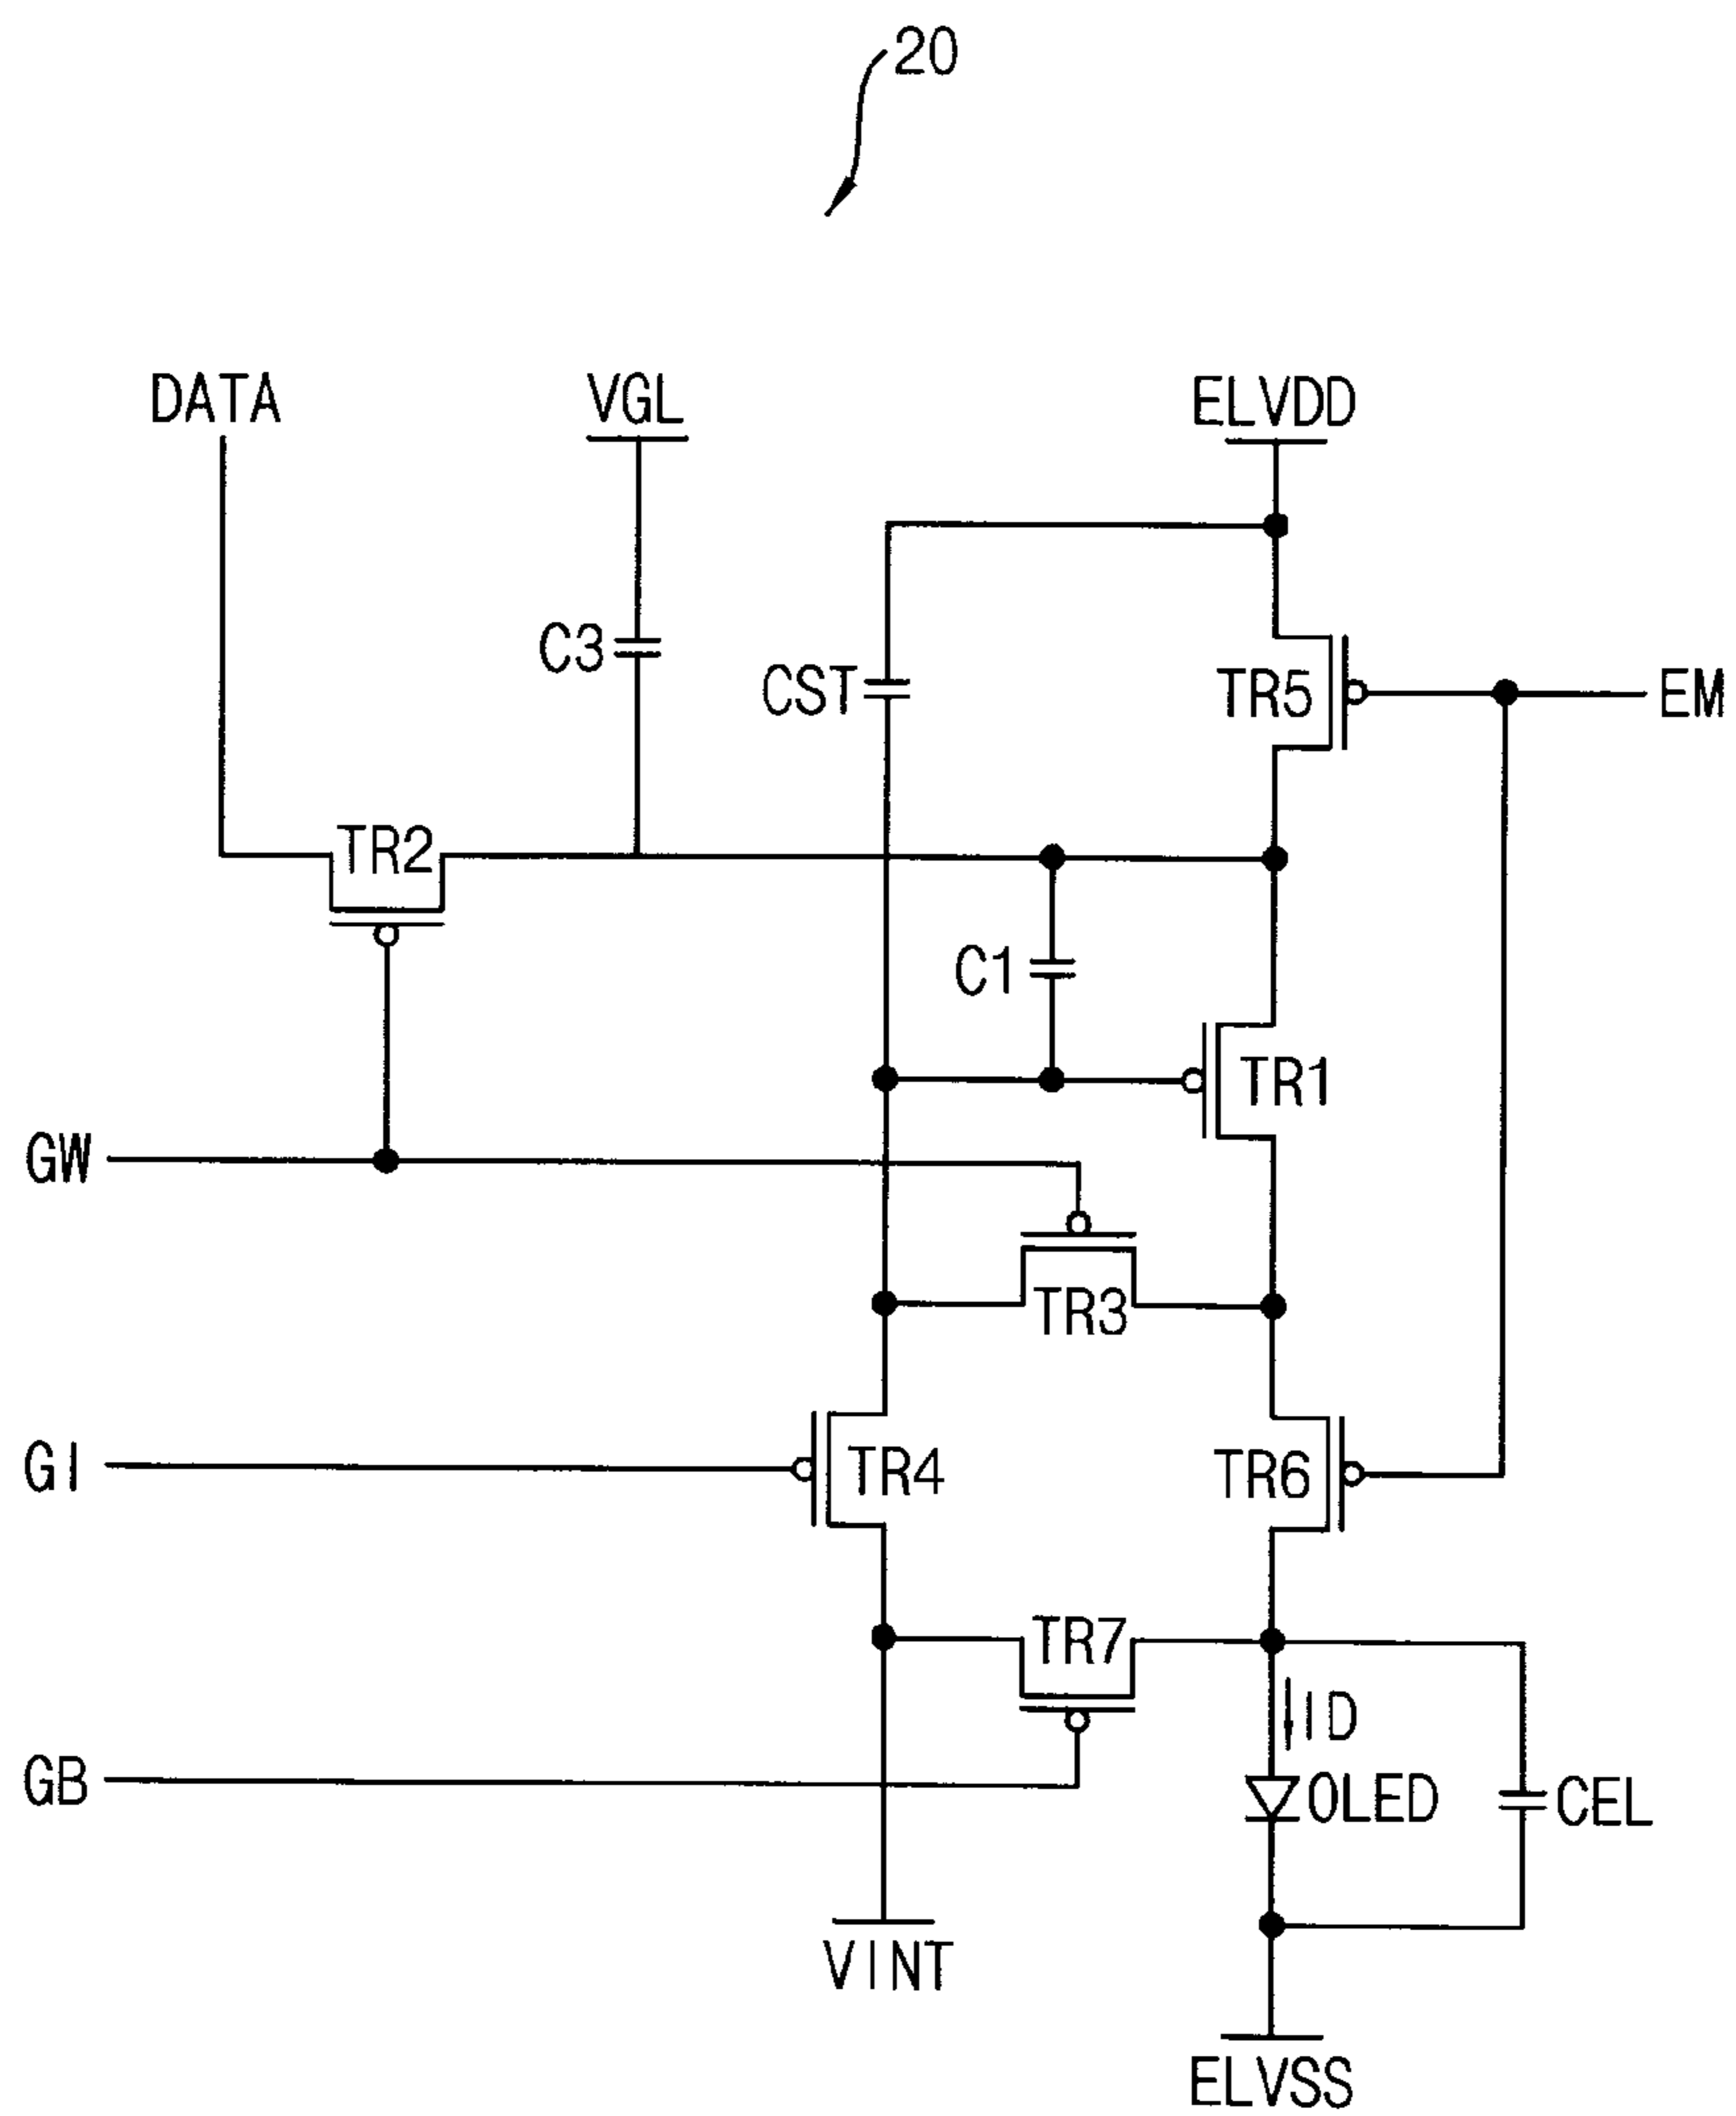 20
DATA VGL ELVDD
C3
CST TR5 EM
TR2
C1
TR1
GW
TR3
GI TR4 TR6
TR7
ID
GB OLED CEL
VINT
ELVSS